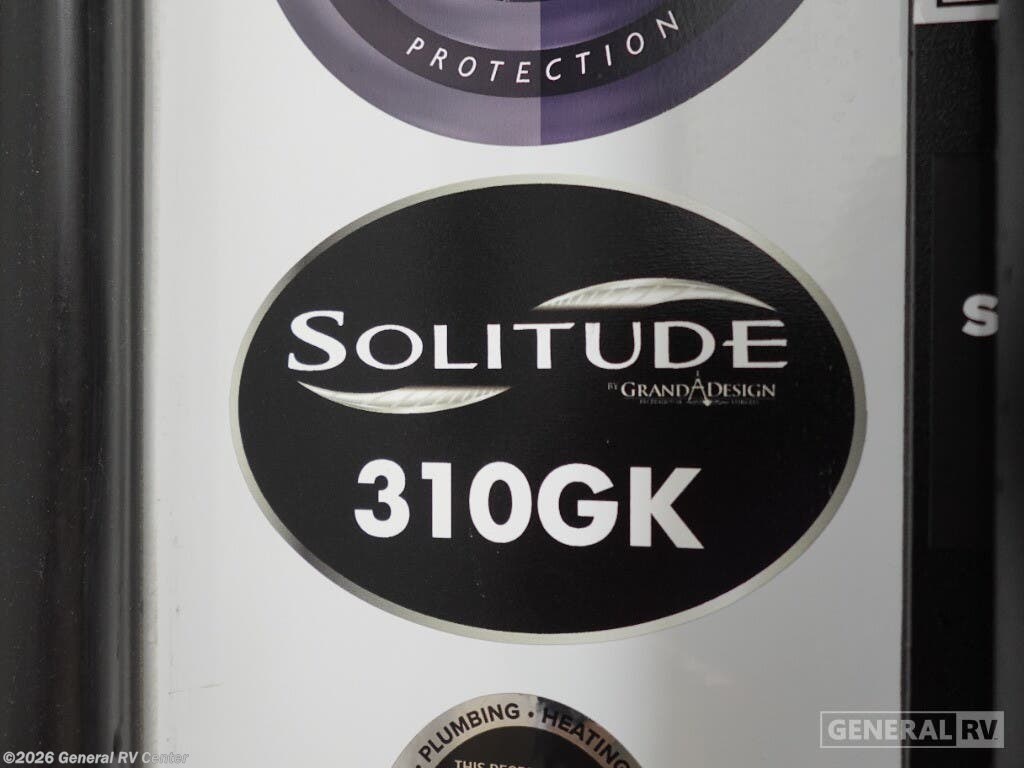 PROTECTION
SOLITUDE
BY GRAND DESIGN
310GK
S
PLUMBING • HEATING
THIS
GENERAL RV
©2026 General RV Center